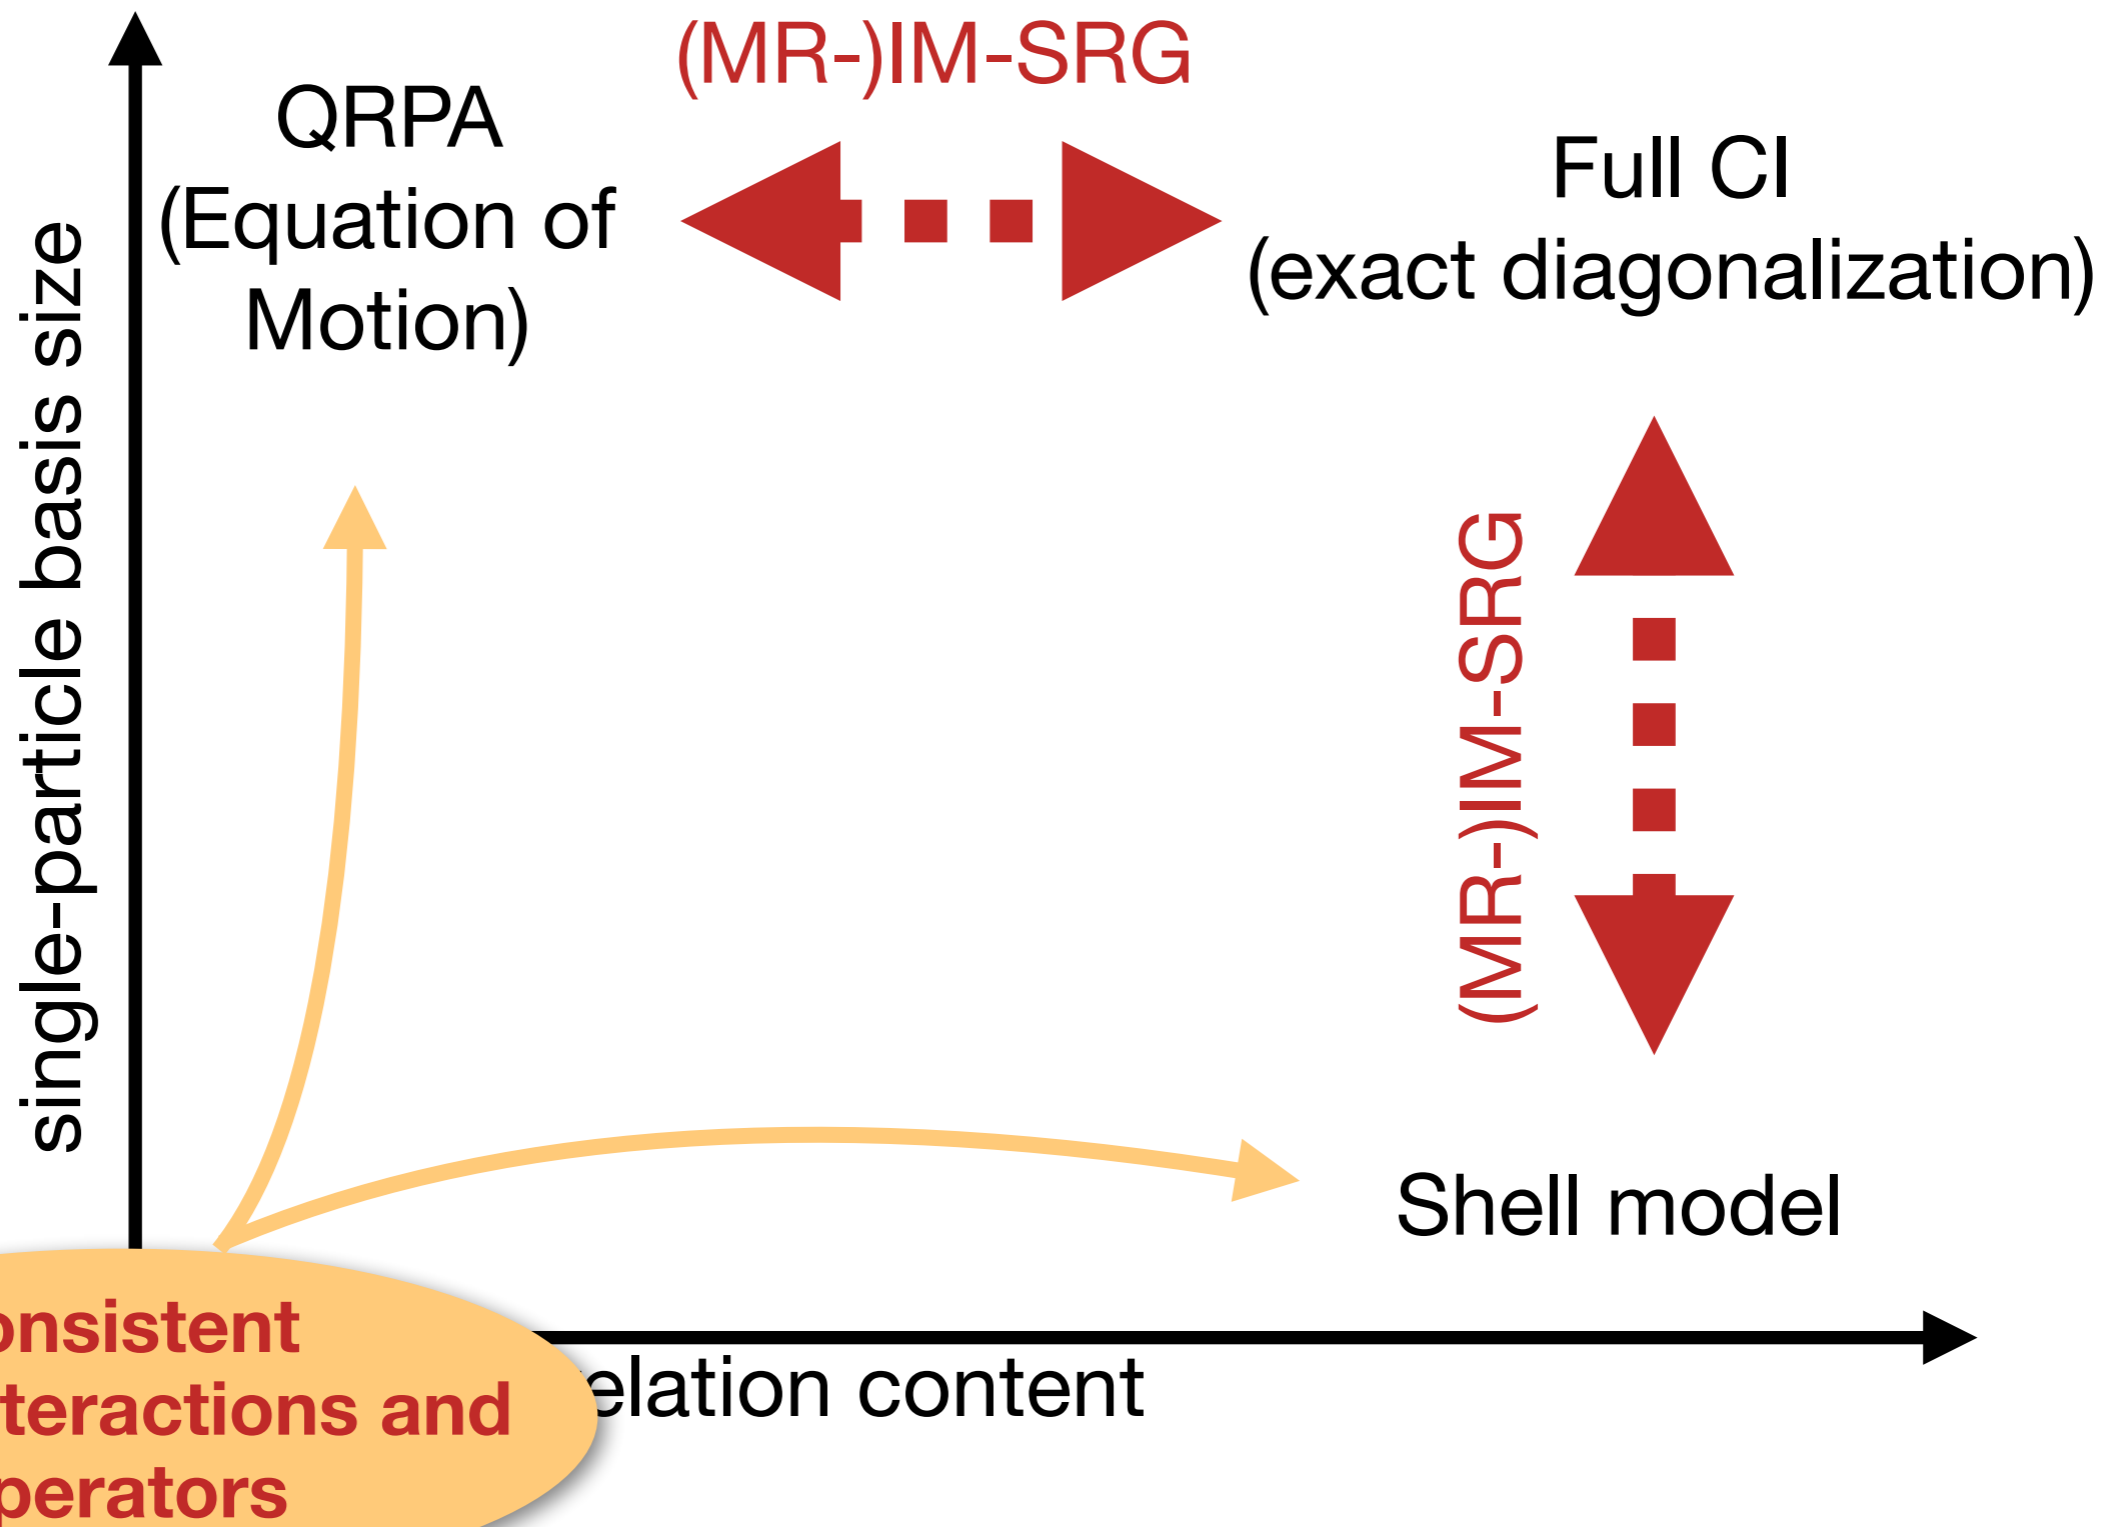 (MR-)IM-SRG
QRPA
(Equation of
Motion)
Full CI
(exact diagonalization)
single-particle basis size
(MR-)IM-SRG
Shell model
onsistent
teractions and
perators
elation content